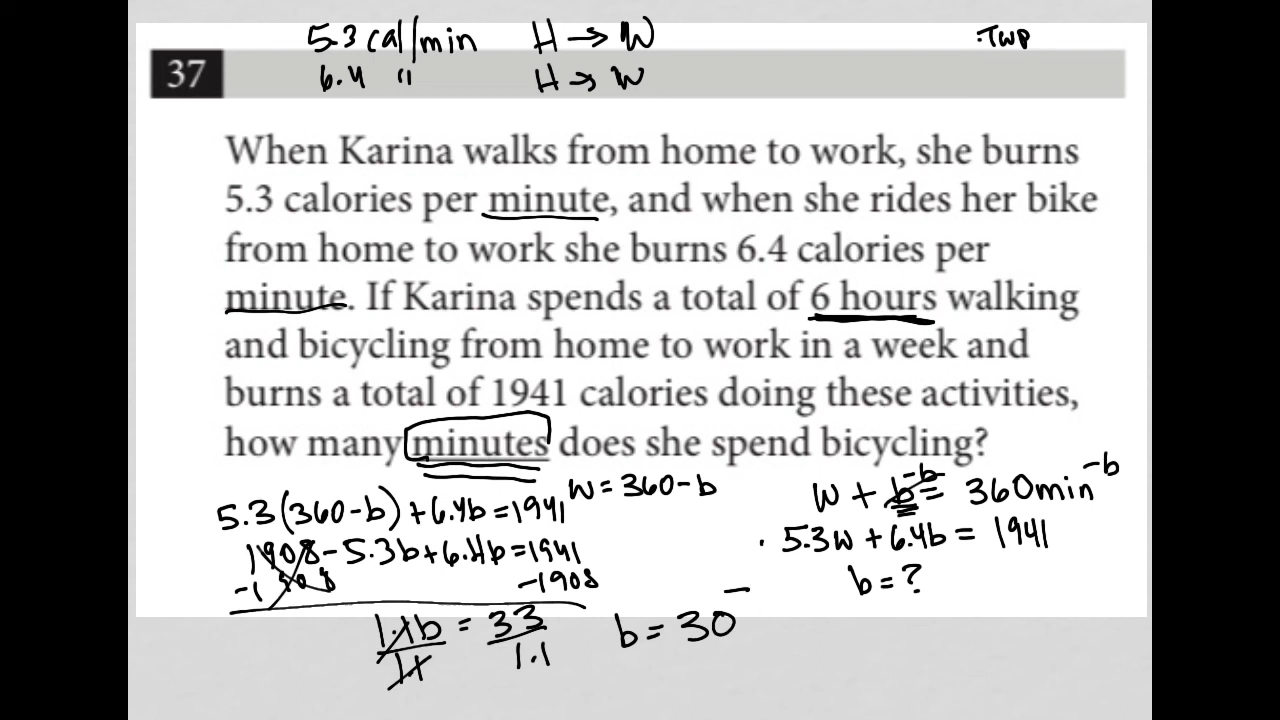 5.3 cal/min H → W
·TWP
6.4 " H → W
37
When Karina walks from home to work, she burns
5.3 calories per minute, and when she rides her bike
from home to work she burns 6.4 calories per
minute. If Karina spends a total of 6 hours walking
and bicycling from home to work in a week and
burns a total of 1941 calories doing these activities,
how many minutes does she spend bicycling?
w = 360 - b
5.3(360 - b) + 6.4b = 1941
1908 - 5.3b + 6.4b = 1941
-1908 -1908
1.1b = 33
1.1 1.1
b = 30
-b -b
w + b = 360min
· 5.3w + 6.4b = 1941
b = ?